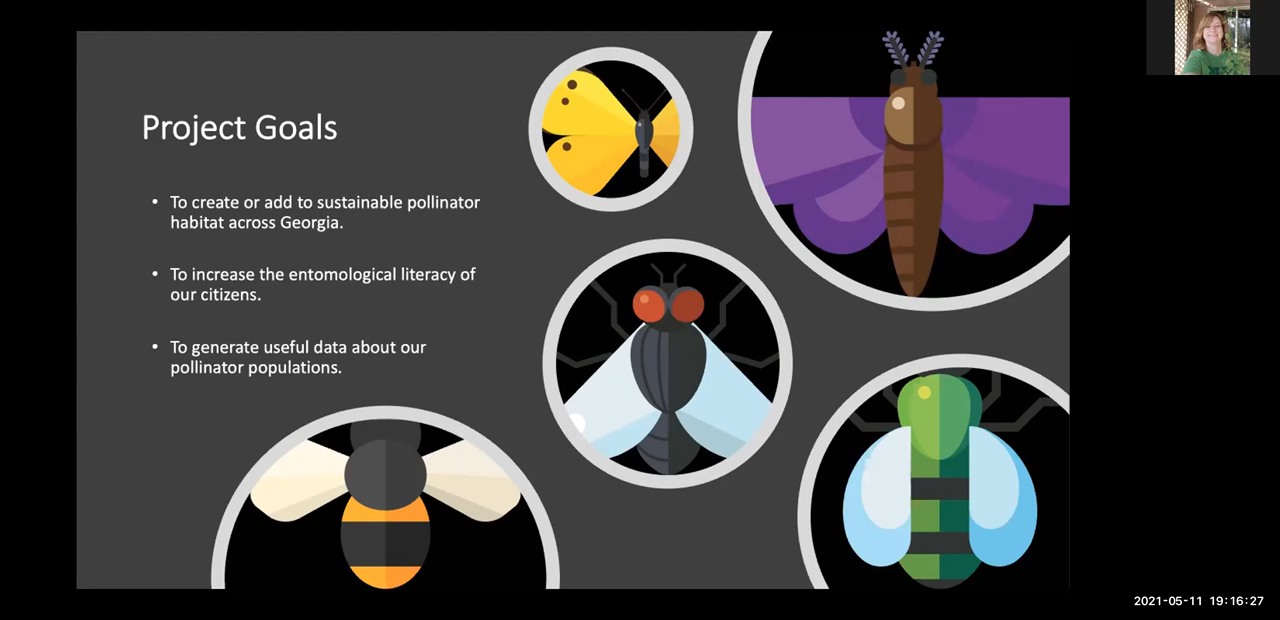 Project Goals
• To create or add to sustainable pollinator
habitat across Georgia.
• To increase the entomological literacy of
our citizens.
• To generate useful data about our
pollinator populations.
2021-05-11 19:16:27